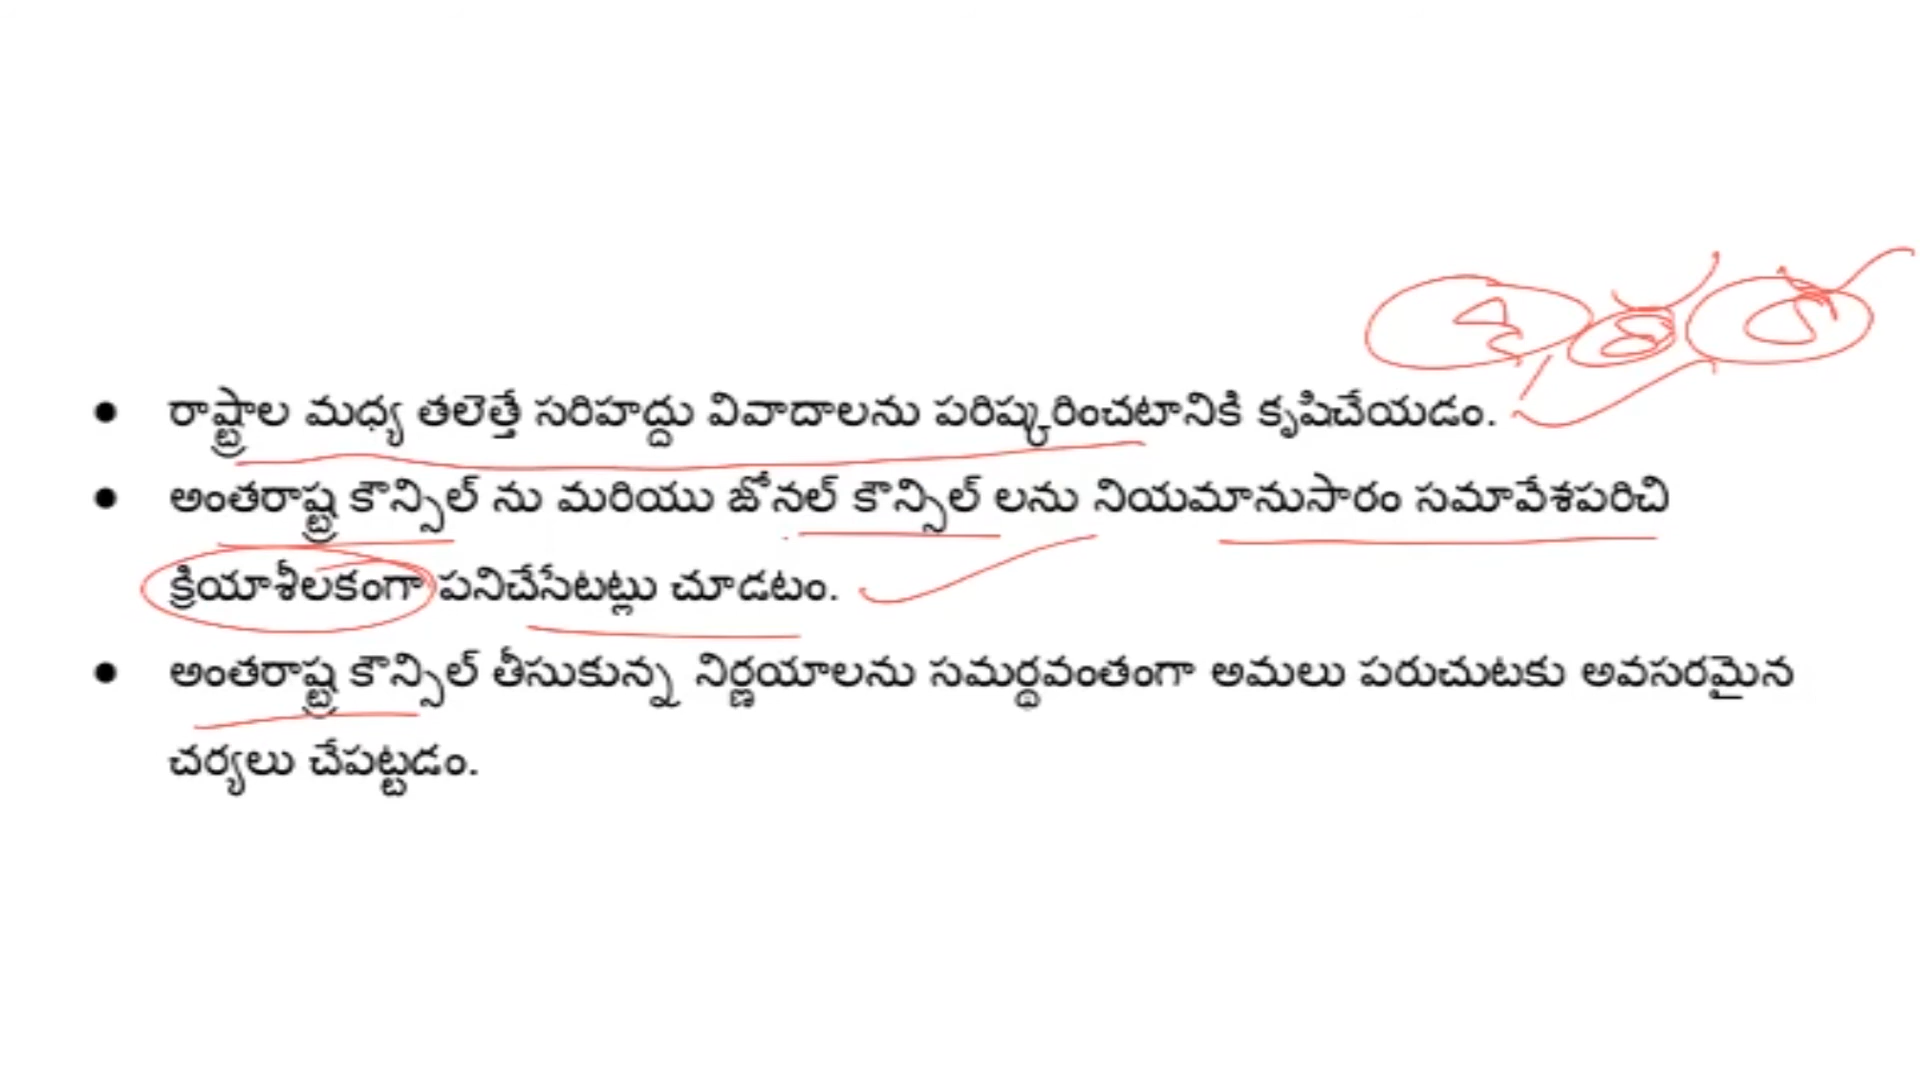 • రాష్ట్రాల మధ్య తలెత్తే సరిహద్దు వివాదాలను పరిష్కరించటానికి కృషిచేయడం.
• అంతరాష్ట్ర కౌన్సిల్ ను మరియు జోనల్ కౌన్సిల్ లను నియమానుసారం సమావేశపరిచి
క్రియాశీలకంగా పనిచేసేటట్లు చూడటం.
• అంతరాష్ట్ర కౌన్సిల్ తీసుకున్న నిర్ణయాలను సమర్థవంతంగా అమలు పరుచుటకు అవసరమైన
చర్యలు చేపట్టడం.